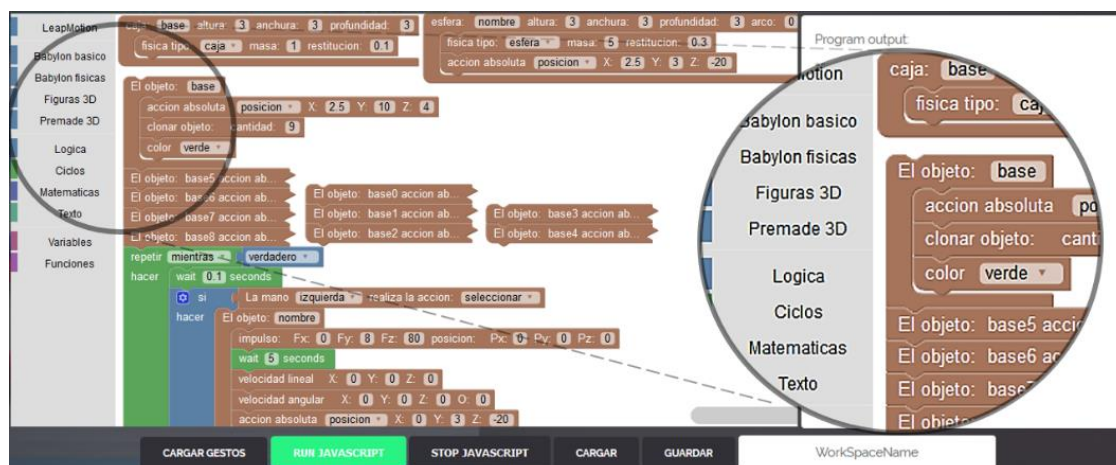 LeapMotion
Babylon basico
Babylon fisicas
Figuras 3D
Premade 3D
Logica
Ciclos
Matematicas
Texto
Variables
Funciones
caja: base altura: 3 anchura: 3 profundidad: 3
fisica tipo: caja masa: 1 restitucion: 0.1
esfera: nombre altura: 3 anchura: 3 profundidad: 3 arco: 0
fisica tipo: esfera masa: 5 restitucion: 0.3
accion absoluta posicion X: 2.5 Y: 3 Z: -20
El objeto: base
accion absoluta posicion X: 2.5 Y: 10 Z: 4
clonar objeto: cantidad: 9
color verde
El objeto: base5 accion ab...
El objeto: base6 accion ab...
El objeto: base7 accion ab...
El objeto: base8 accion ab...
El objeto: base0 accion ab...
El objeto: base1 accion ab...
El objeto: base2 accion ab...
El objeto: base3 accion ab...
El objeto: base4 accion ab...
repetir mientras verdadero
hacer wait 0.1 seconds
si La mano izquierda realiza la accion: seleccionar
hacer El objeto: nombre
impulso: Fx: 0 Fy: 8 Fz: 80 posicion: Px: 0 Py: 0 Pz: 0
wait 5 seconds
velocidad lineal X: 0 Y: 0 Z: 0
velocidad angular X: 0 Y: 0 Z: 0 O: 0
accion absoluta posicion X: 0 Y: 3 Z: -20
Program output:
otion
Babylon basico
Babylon fisicas
Figuras 3D
Premade 3D
Logica
Ciclos
Matematicas
Texto
caja: base
fisica tipo: caj
El objeto: base
accion absoluta po
clonar objeto: canti
color verde
El objeto: base5 accio
El objeto: base6 ac
El objeto: base7
El objeto
CARGAR GESTOS
RUN JAVASCRIPT
STOP JAVASCRIPT
CARGAR
GUARDAR
WorkSpaceName